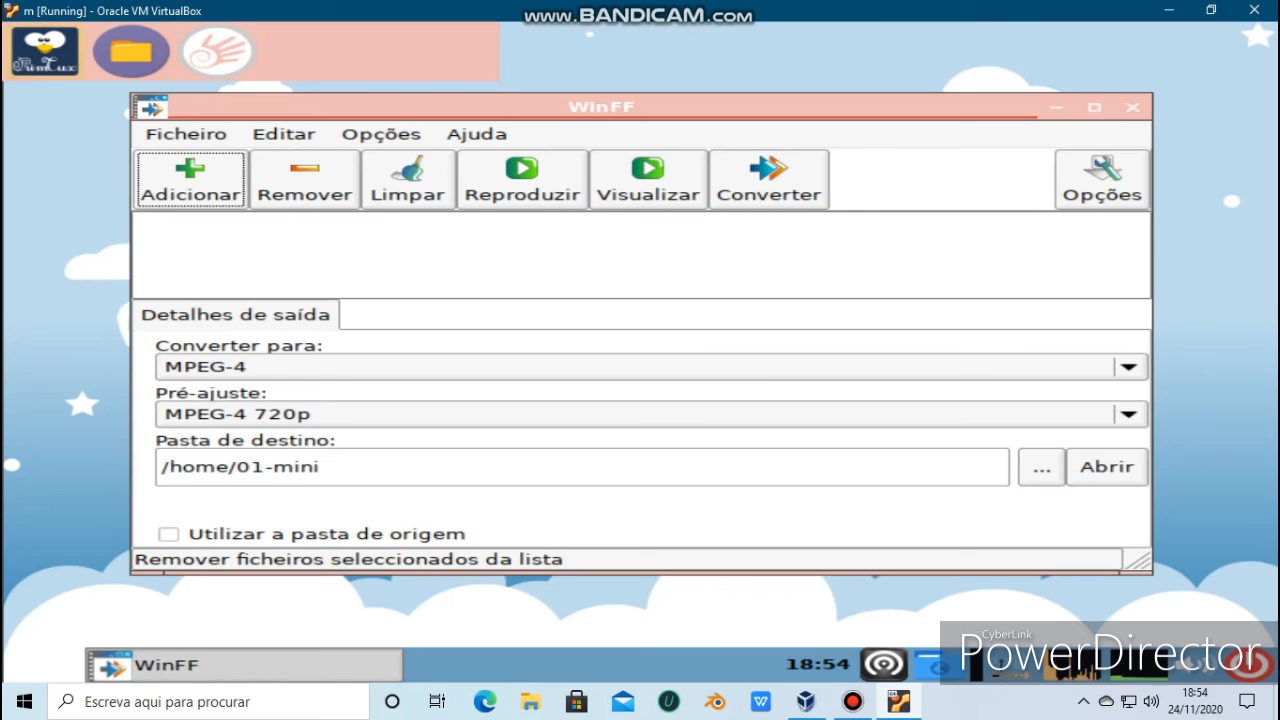 m [Running] - Oracle VM VirtualBox
www.BANDICAM.com
PrimTux
WinFF
Ficheiro Editar Opções Ajuda
Adicionar Remover Limpar Reproduzir Visualizar Converter Opções
Detalhes de saída
Converter para:
MPEG-4
Pré-ajuste:
MPEG-4 720p
Pasta de destino:
/home/01-mini
... Abrir
Utilizar a pasta de origem
Remover ficheiros seleccionados da lista
WinFF
18:54
CyberLink
PowerDirector
Escreva aqui para procurar
18:54
24/11/2020